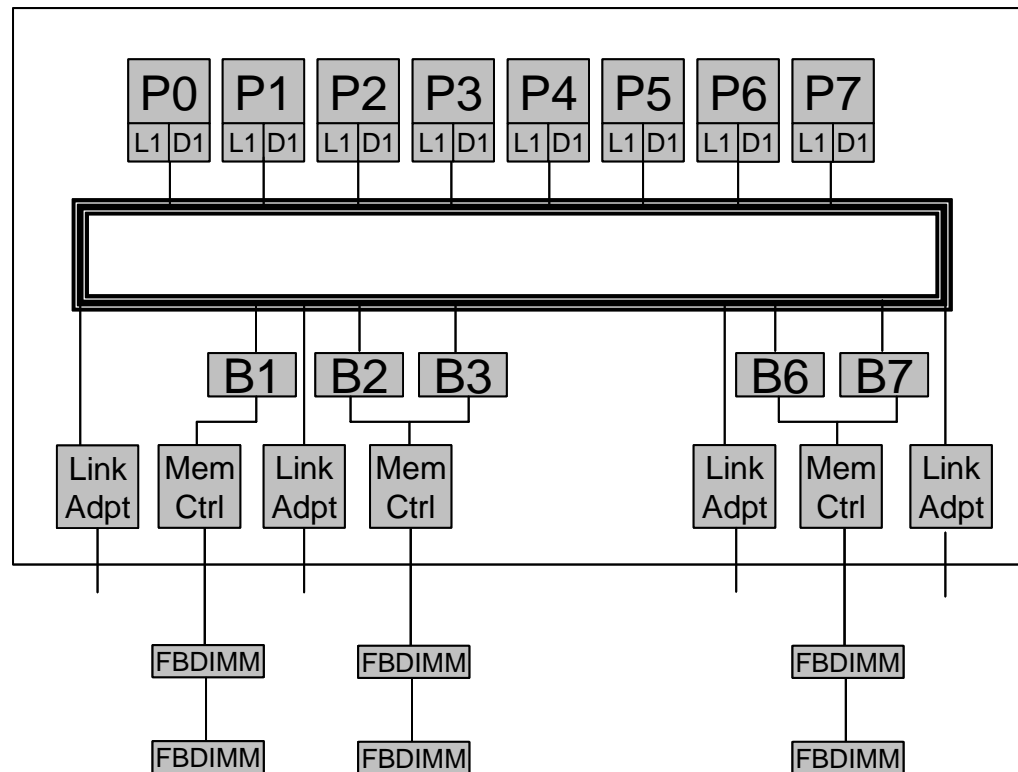 P0 P1 P2 P3 P4 P5 P6 P7
L1 D1 L1 D1 L1 D1 L1 D1 L1 D1 L1 D1 L1 D1 L1 D1
B1 B2 B3 B6 B7
Link Mem Link Mem Link Mem Link
Adpt Ctrl Adpt Ctrl Adpt Ctrl Adpt
FBDIMM FBDIMM FBDIMM
FBDIMM FBDIMM FBDIMM